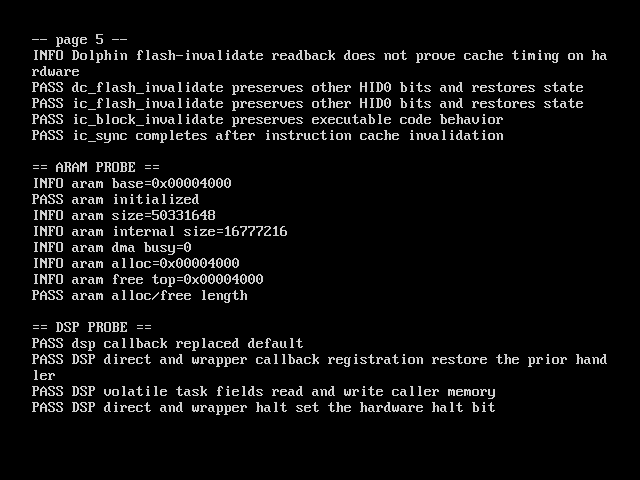 -- page 5 --
INFO Dolphin flash-invalidate readback does not prove cache timing on ha
rdware
PASS dc_flash_invalidate preserves other HID0 bits and restores state
PASS ic_flash_invalidate preserves other HID0 bits and restores state
PASS ic_block_invalidate preserves executable code behavior
PASS ic_sync completes after instruction cache invalidation

== ARAM PROBE ==
INFO aram base=0x00004000
PASS aram initialized
INFO aram size=50331648
INFO aram internal size=16777216
INFO aram dma busy=0
INFO aram alloc=0x00004000
INFO aram free top=0x00004000
PASS aram alloc/free length

== DSP PROBE ==
PASS dsp callback replaced default
PASS DSP direct and wrapper callback registration restore the prior hand
ler
PASS DSP volatile task fields read and write caller memory
PASS DSP direct and wrapper halt set the hardware halt bit